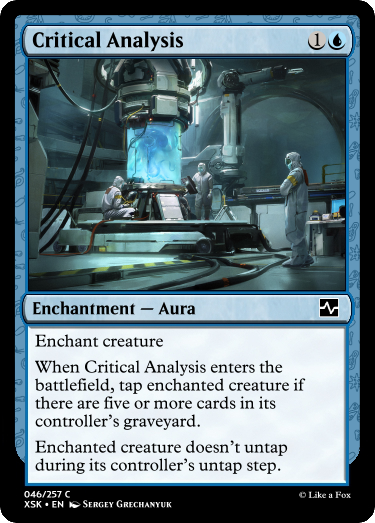 Critical Analysis 1
Enchantment — Aura
Enchant creature
When Critical Analysis enters the
battlefield, tap enchanted creature if
there are five or more cards in its
controller's graveyard.
Enchanted creature doesn't untap
during its controller's untap step.
046/257 C
XSK • EN Sergey Grechanyuk
© Like a Fox